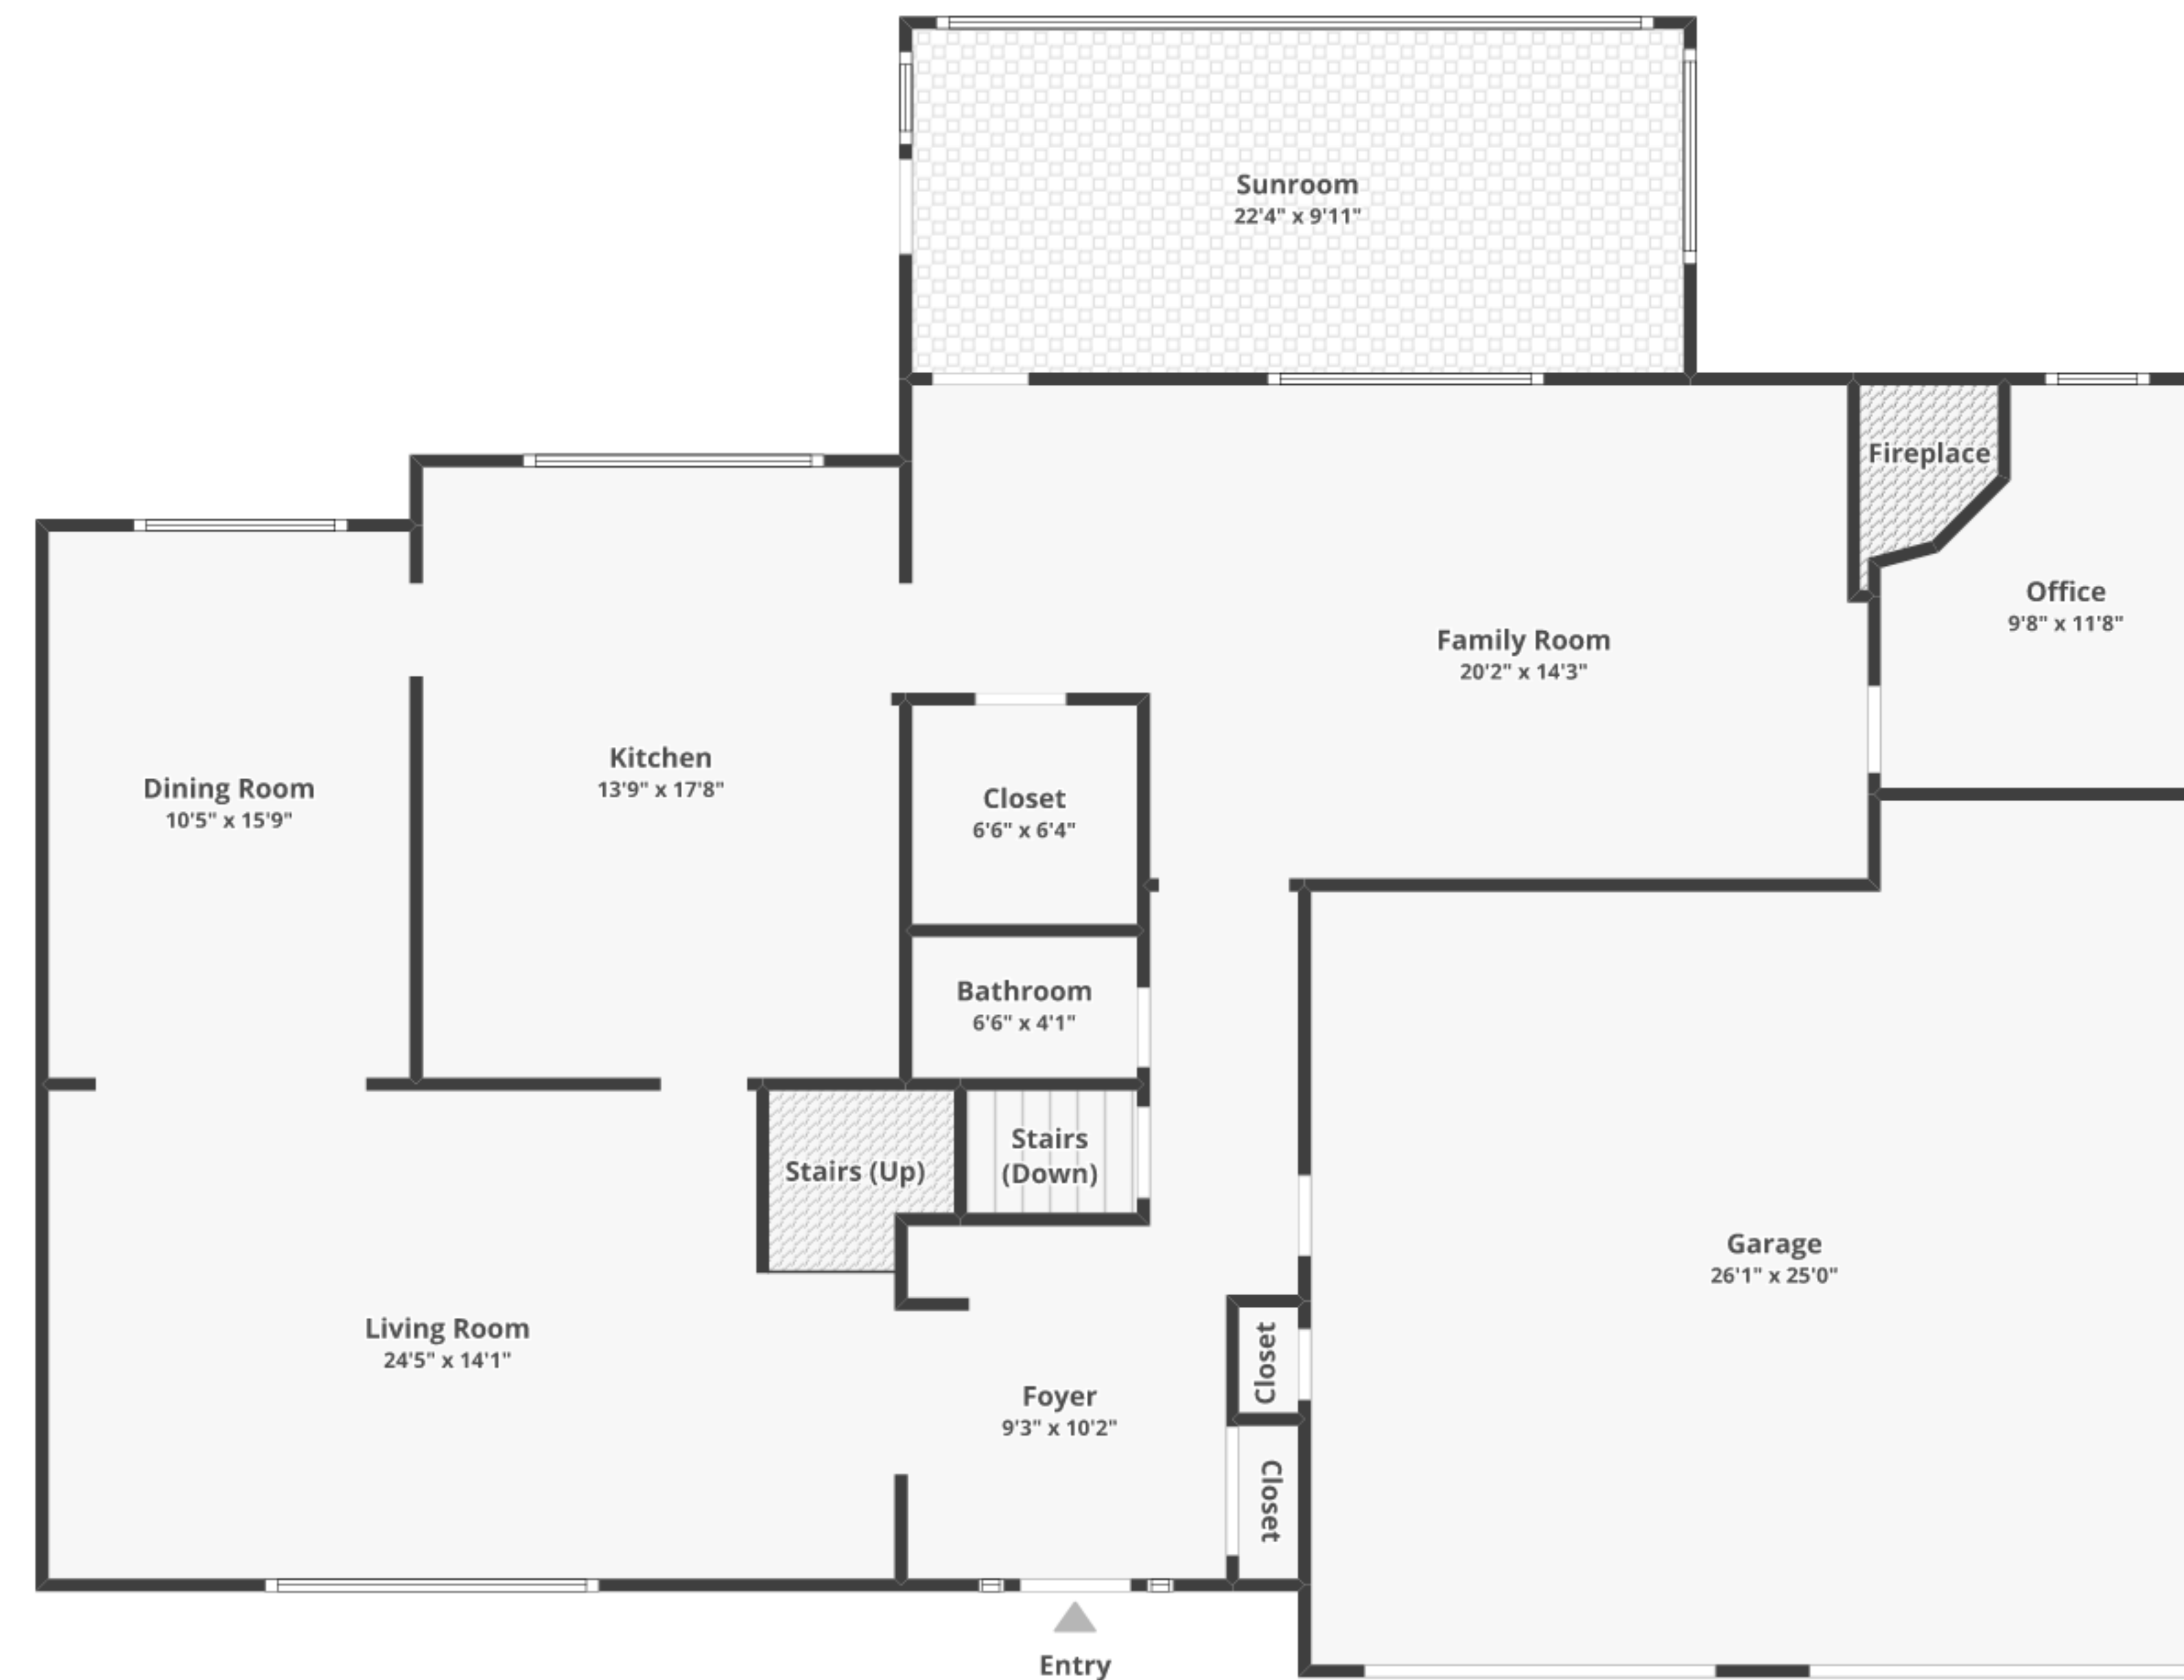 Sunroom
22'4" x 9'11"
Fireplace
Office
9'8" x 11'8"
Family Room
20'2" x 14'3"
Kitchen
13'9" x 17'8"
Dining Room
10'5" x 15'9"
Closet
6'6" x 6'4"
Bathroom
6'6" x 4'1"
Stairs (Up)
Stairs
(Down)
Garage
26'1" x 25'0"
Living Room
24'5" x 14'1"
Closet
Foyer
9'3" x 10'2"
Closet
Entry